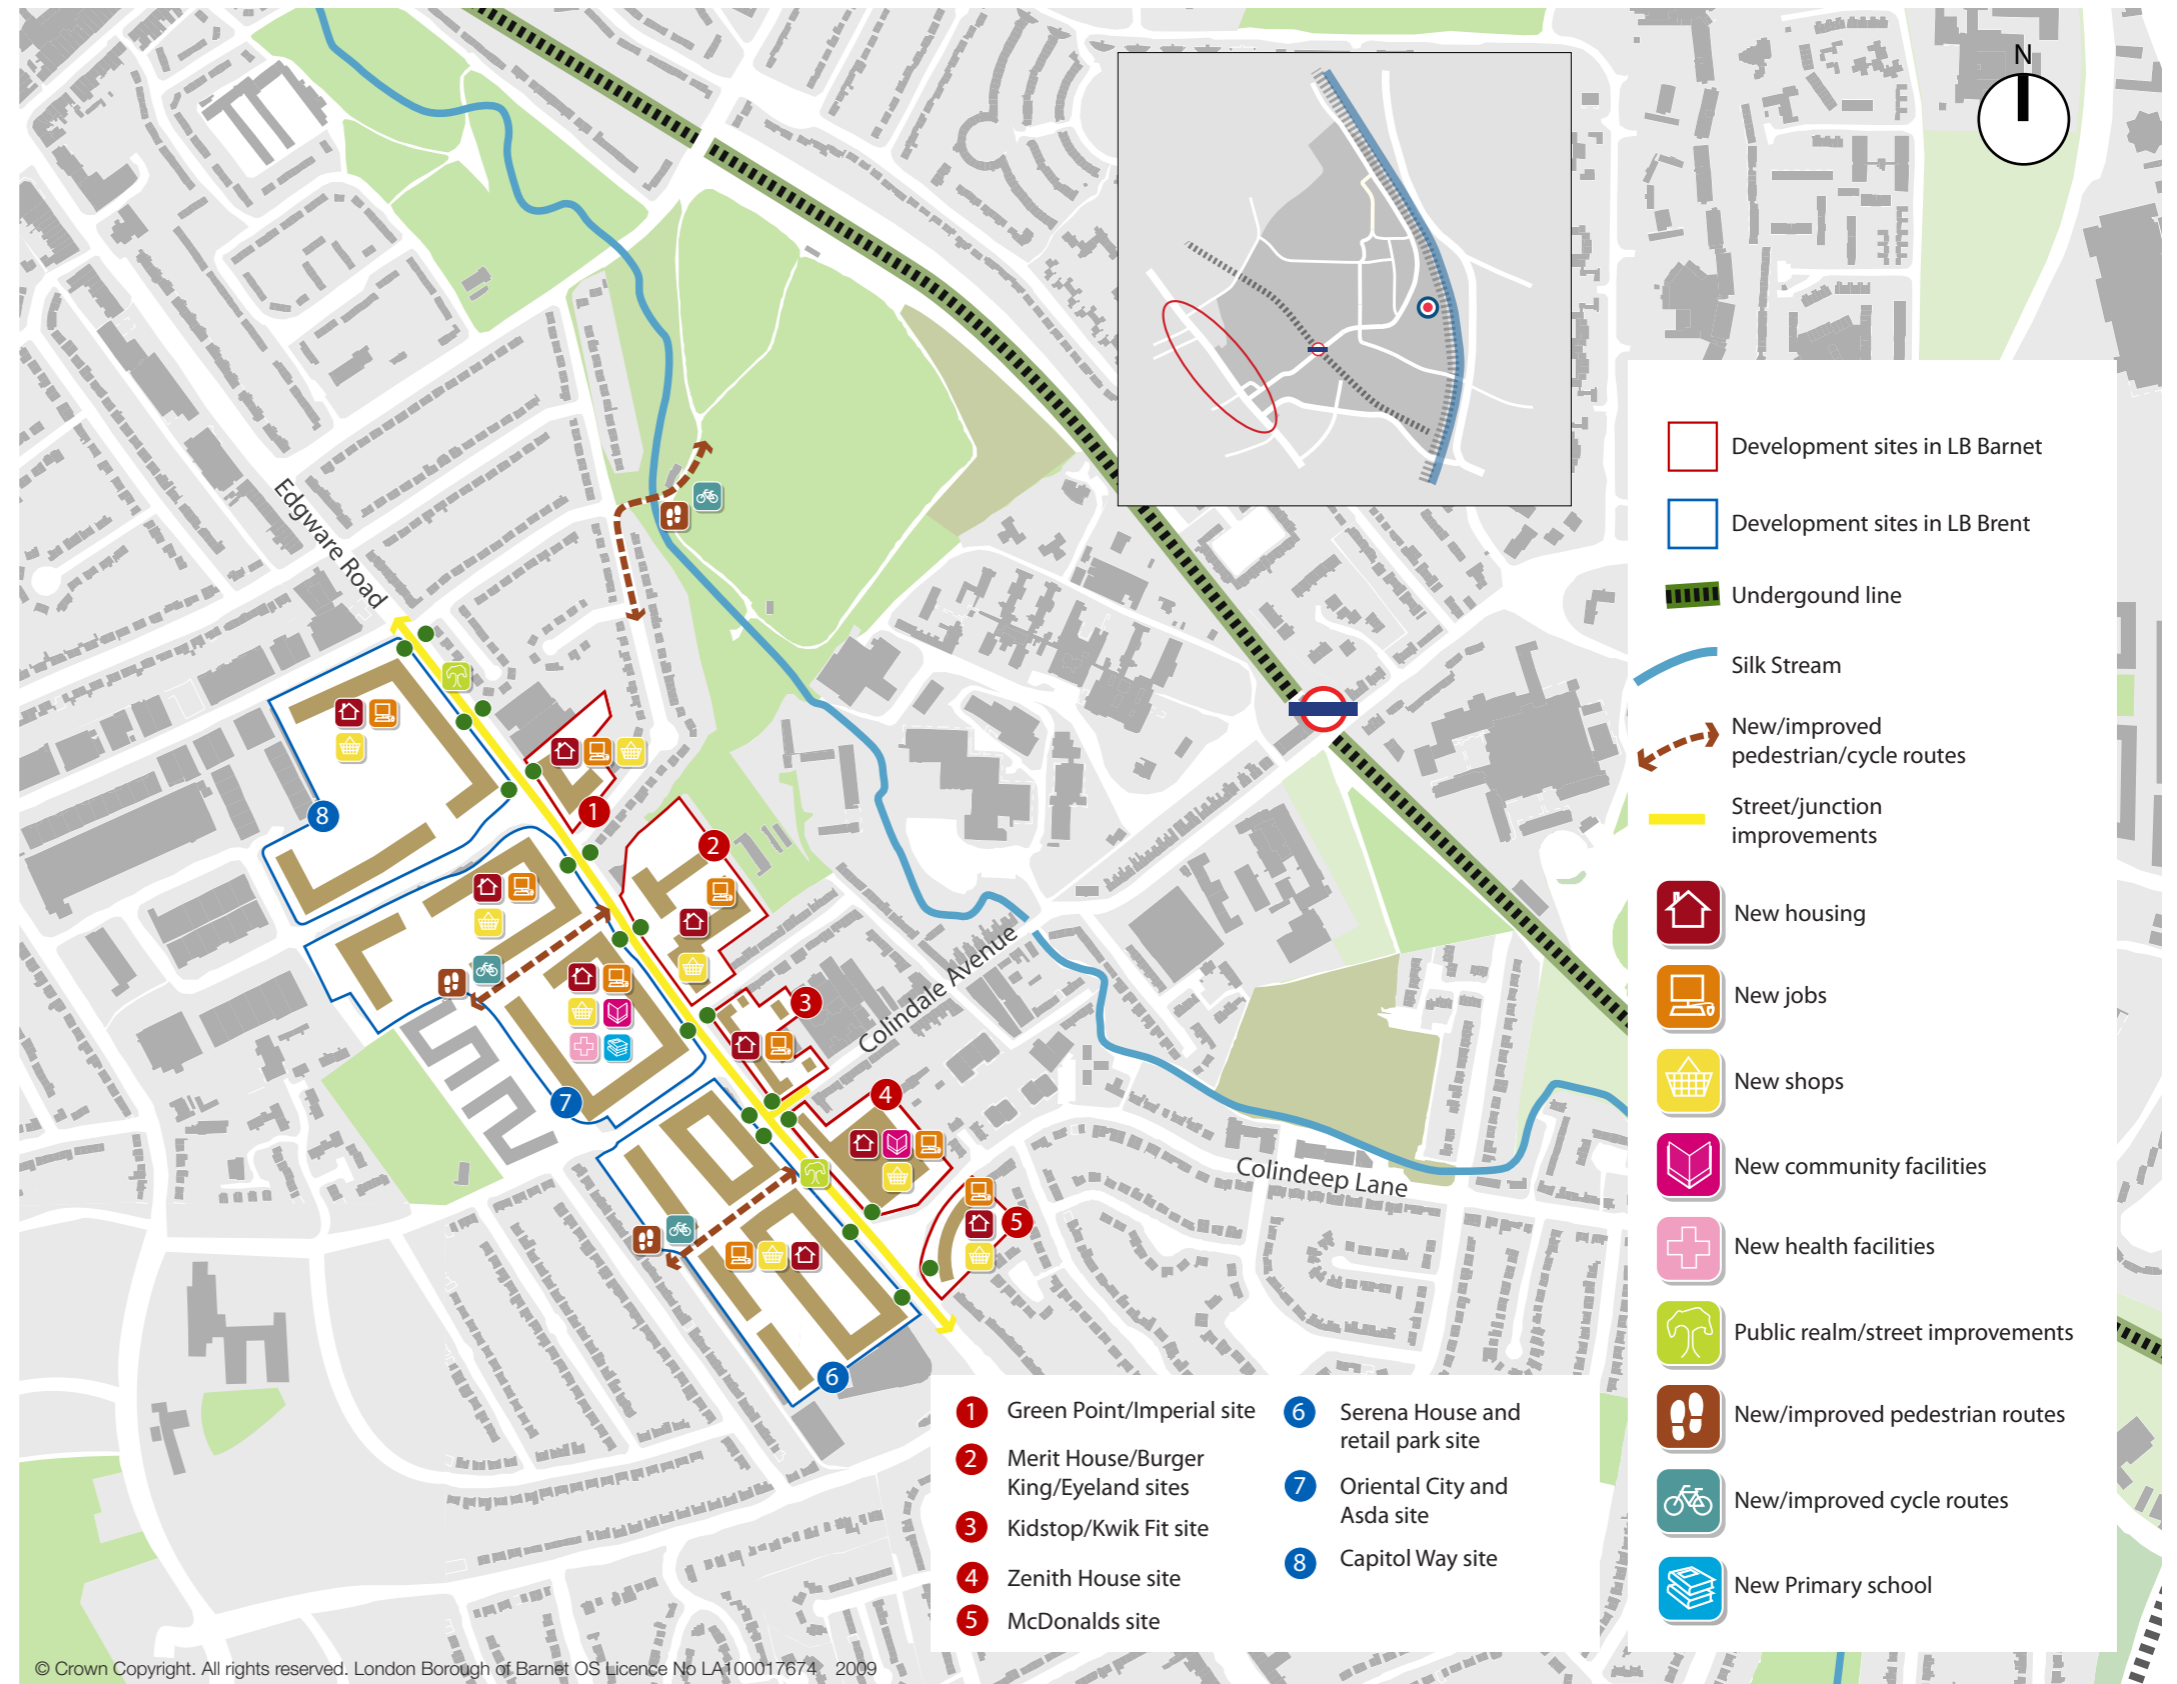 N
Edgware Road
Colindale Avenue
Colindeep Lane
1
2
3
4
5
6
7
8
Development sites in LB Barnet
Development sites in LB Brent
Undergound line
Silk Stream
New/improved
pedestrian/cycle routes
Street/junction
improvements
New housing
New jobs
New shops
New community facilities
New health facilities
Public realm/street improvements
New/improved pedestrian routes
New/improved cycle routes
New Primary school
1 Green Point/Imperial site
2 Merit House/Burger
King/Eyeland sites
3 Kidstop/Kwik Fit site
4 Zenith House site
5 McDonalds site
6 Serena House and
retail park site
7 Oriental City and
Asda site
8 Capitol Way site
© Crown Copyright. All rights reserved. London Borough of Barnet OS Licence No LA100017674 2009